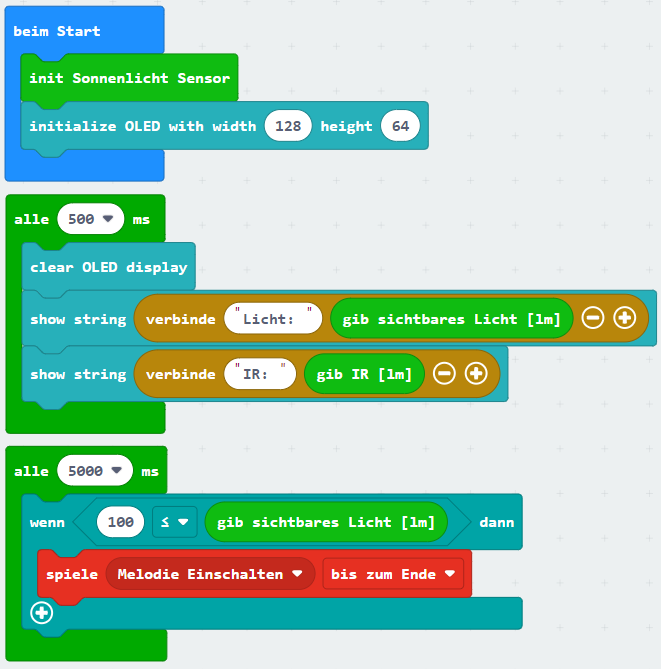 beim Start
init Sonnenlicht Sensor
initialize OLED with width 128 height 64
alle 500 ms
clear OLED display
show string verbinde "Licht: " gib sichtbares Licht [lm]
show string verbinde "IR: " gib IR [lm]
alle 5000 ms
wenn 100 ≤ gib sichtbares Licht [lm] dann
spiele Melodie Einschalten bis zum Ende